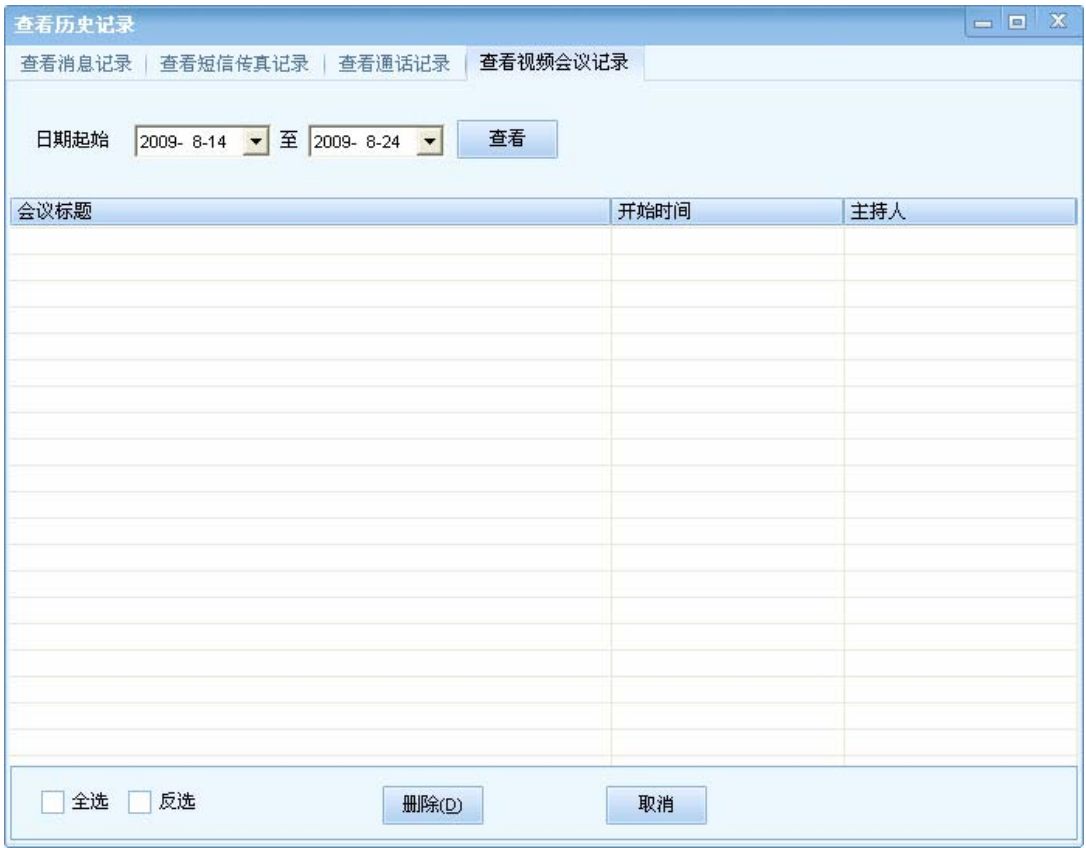 查看历史记录
查看消息记录 查看短信传真记录 查看通话记录 查看视频会议记录
日期起始 2009- 8-14 至 2009- 8-24 查看
会议标题 开始时间 主持人
全选 反选 删除(D) 取消